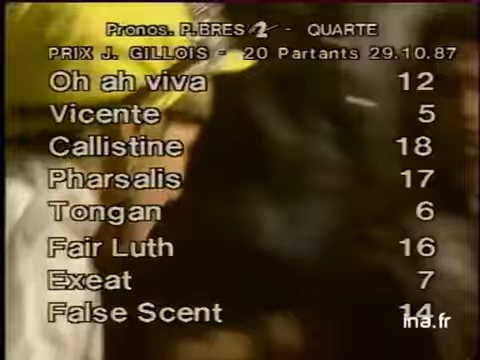 Pronos. P.BRES 2 - QUARTE
PRIX J. GILLOIS - 20 Partants 29.10.87
Oh ah viva 12
Vicente 5
Callistine 18
Pharsalis 17
Tongan 6
Fair Luth 16
Exeat 7
False Scent 14
ina.fr